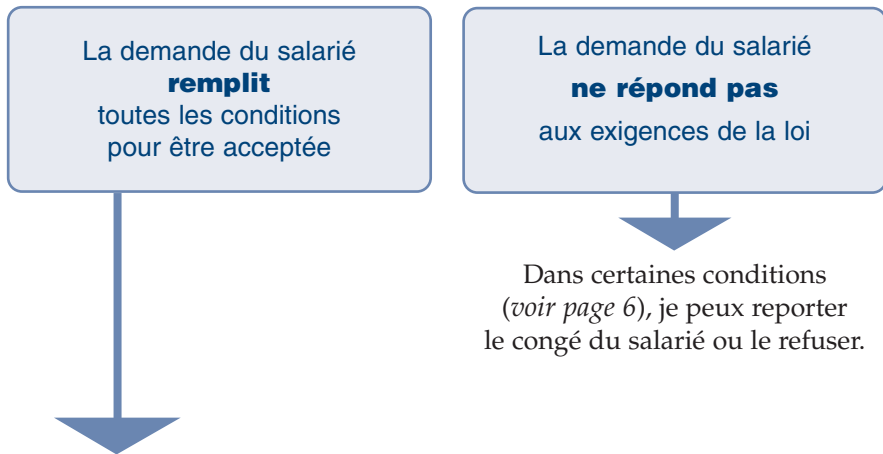 La demande du salarié
remplit
toutes les conditions
pour être acceptée
La demande du salarié
ne répond pas
aux exigences de la loi
Dans certaines conditions
(voir page 6), je peux reporter
le congé du salarié ou le refuser.